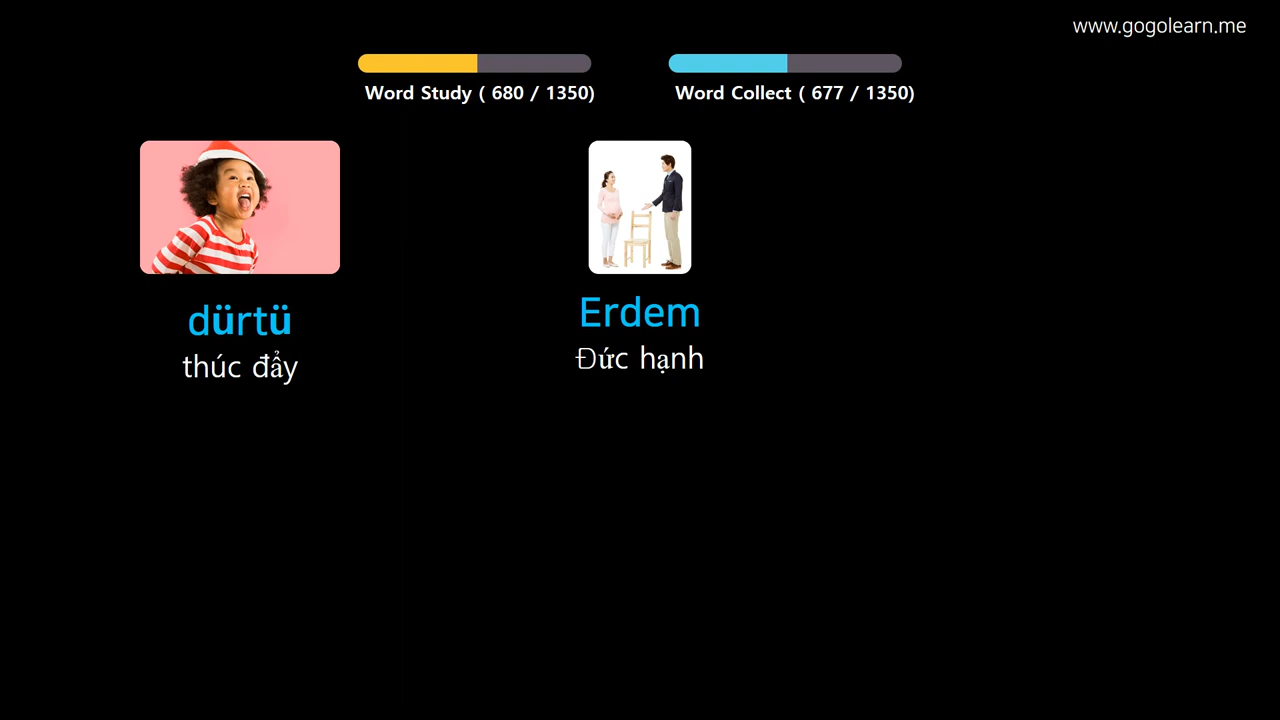 www.gogolearn.me
Word Study ( 680 / 1350)
Word Collect ( 677 / 1350)
dürtü
thúc đẩy
Erdem
Đức hạnh